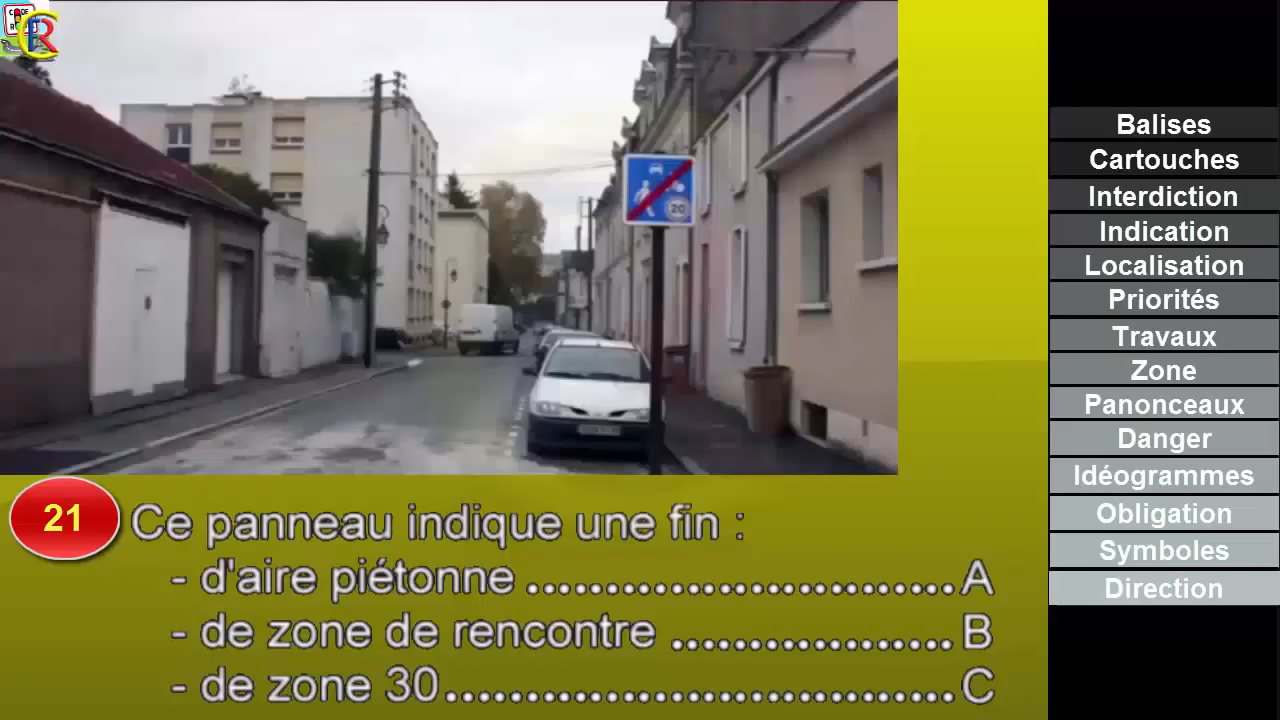 20
21
Ce panneau indique une fin :
- d'aire piétonne ........................... A
- de zone de rencontre .................. B
- de zone 30 ................................ C
Balises
Cartouches
Interdiction
Indication
Localisation
Priorités
Travaux
Zone
Panonceaux
Danger
Idéogrammes
Obligation
Symboles
Direction